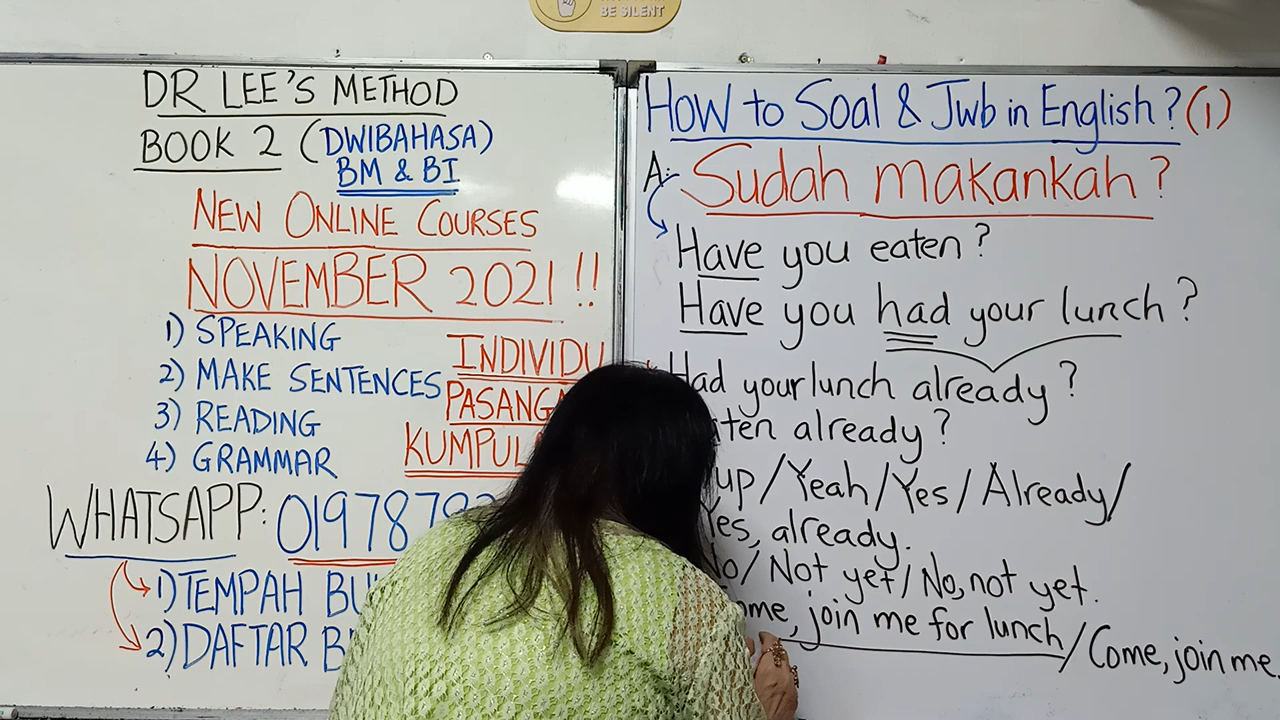 BE SILENT
DR LEE'S METHOD
BOOK 2 (DWIBAHASA)
BM & BI
NEW ONLINE COURSES
NOVEMBER 2021 !!
1) SPEAKING
2) MAKE SENTENCES
3) READING
4) GRAMMAR
INDIVIDU
PASANGA
KUMPUL
WHATSAPP: 0197879
1) TEMPAH BU
2) DAFTAR B
HOW to Soal & Jwb in English? (1)
A: Sudah makankah?
Have you eaten?
Have you had your lunch?
Had your lunch already?
ten already?
up/Yeah/Yes/Already/
Yes, already.
No/Not yet/No, not yet.
ome, join me for lunch/Come, join me.